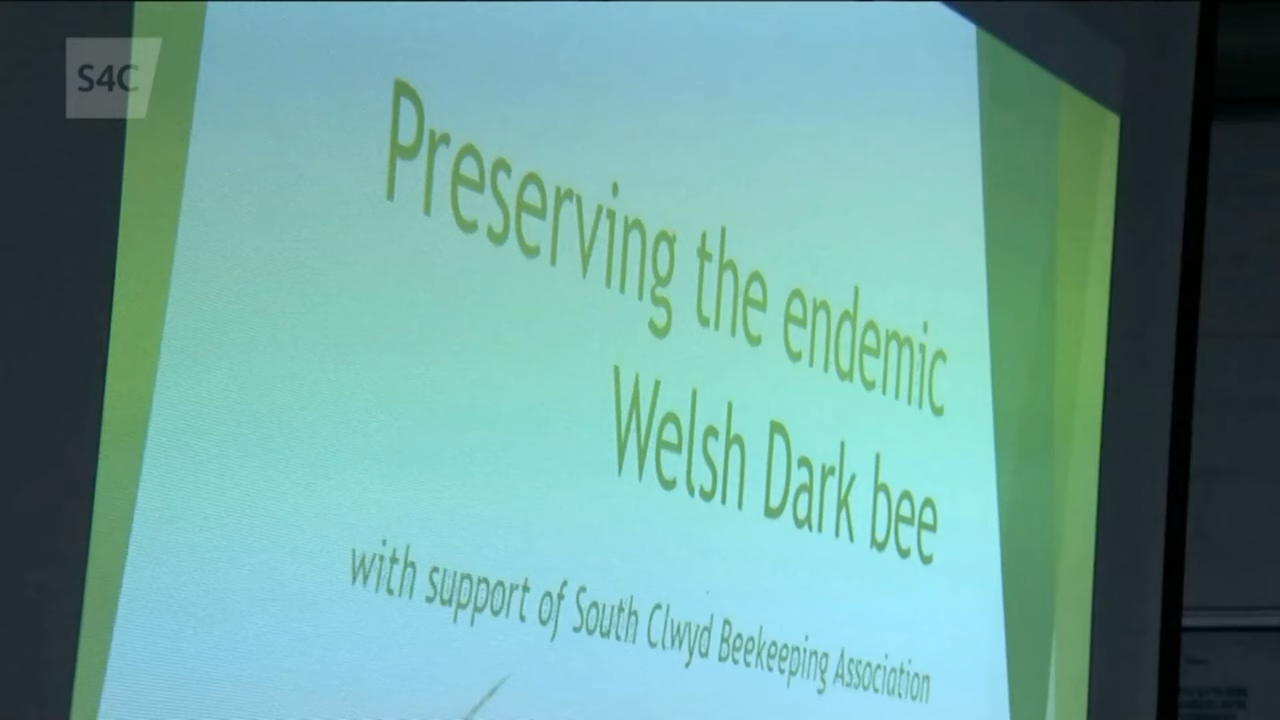 S4C
Preserving the endemic
Welsh Dark bee
with support of South Clwyd Beekeeping Association